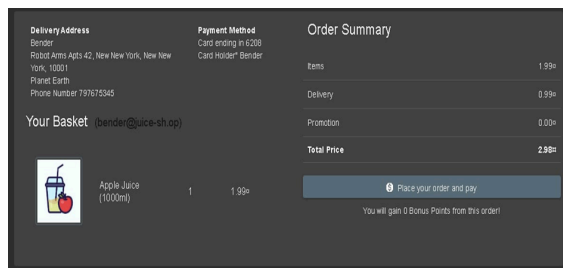 Delivery Address
Bender
Robot Arms Apts 42, New New York, New New
York, 10001
Planet Earth
Phone Number 797675345
Payment Method
Card ending in 6208
Card Holder* Bender
Your Basket (bender@juice-sh.op)
Apple Juice
(1000ml)
1
1.99¤
Order Summary
Items 1.99¤
Delivery 0.99¤
Promotion 0.00¤
Total Price 2.98¤
Place your order and pay
You will gain 0 Bonus Points from this order!